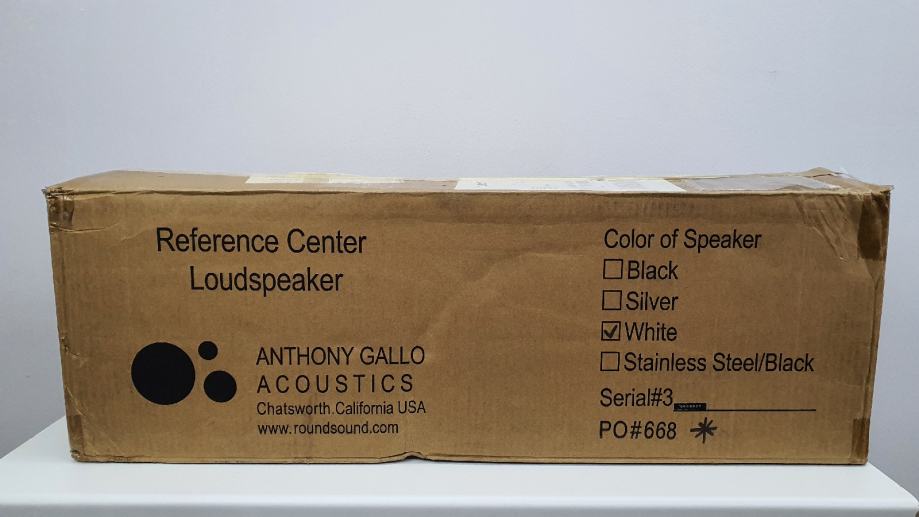 Reference Center
Loudspeaker
ANTHONY GALLO
ACOUSTICS
Chatsworth.California USA
www.roundsound.com
Color of Speaker
Black
Silver
White
Stainless Steel/Black
Serial#3
PO#668